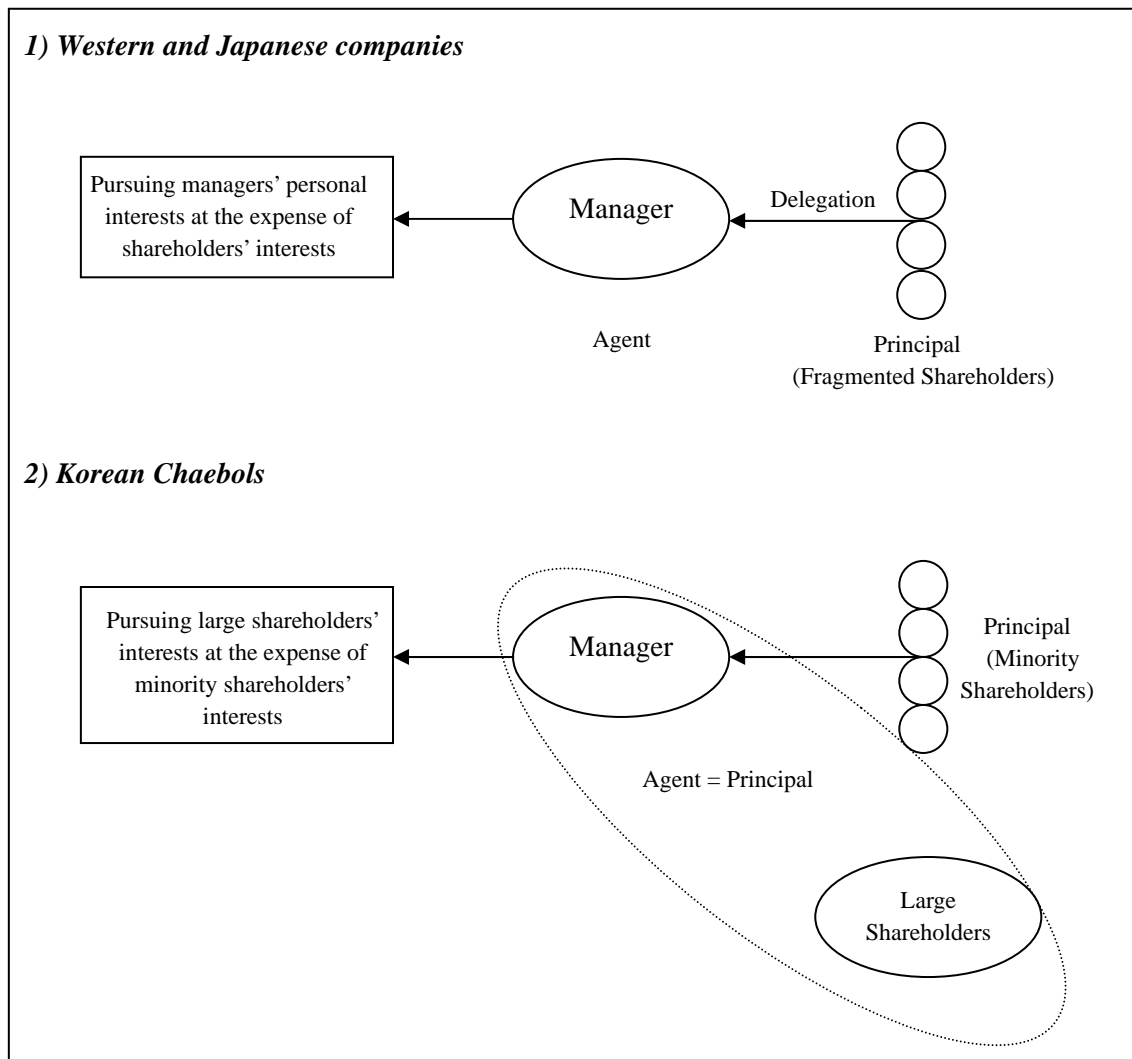 1) Western and Japanese companies
Pursuing managers’ personal
interests at the expense of
shareholders’ interests
Manager
Delegation
Agent
Principal
(Fragmented Shareholders)
2) Korean Chaebols
Pursuing large shareholders’
interests at the expense of
minority shareholders’
interests
Manager
Principal
(Minority
Shareholders)
Agent = Principal
Large
Shareholders